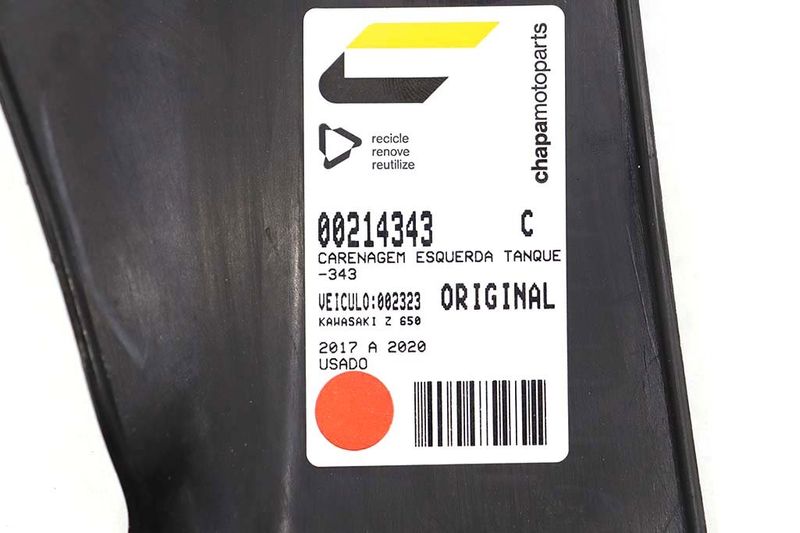 chapamotoparts
recicle
renove
reutilize
00214343 C
CARENAGEM ESQUERDA TANQUE
-343
VEICULO:002323 ORIGINAL
KAWASAKI Z 650
2017 A 2020
USADO